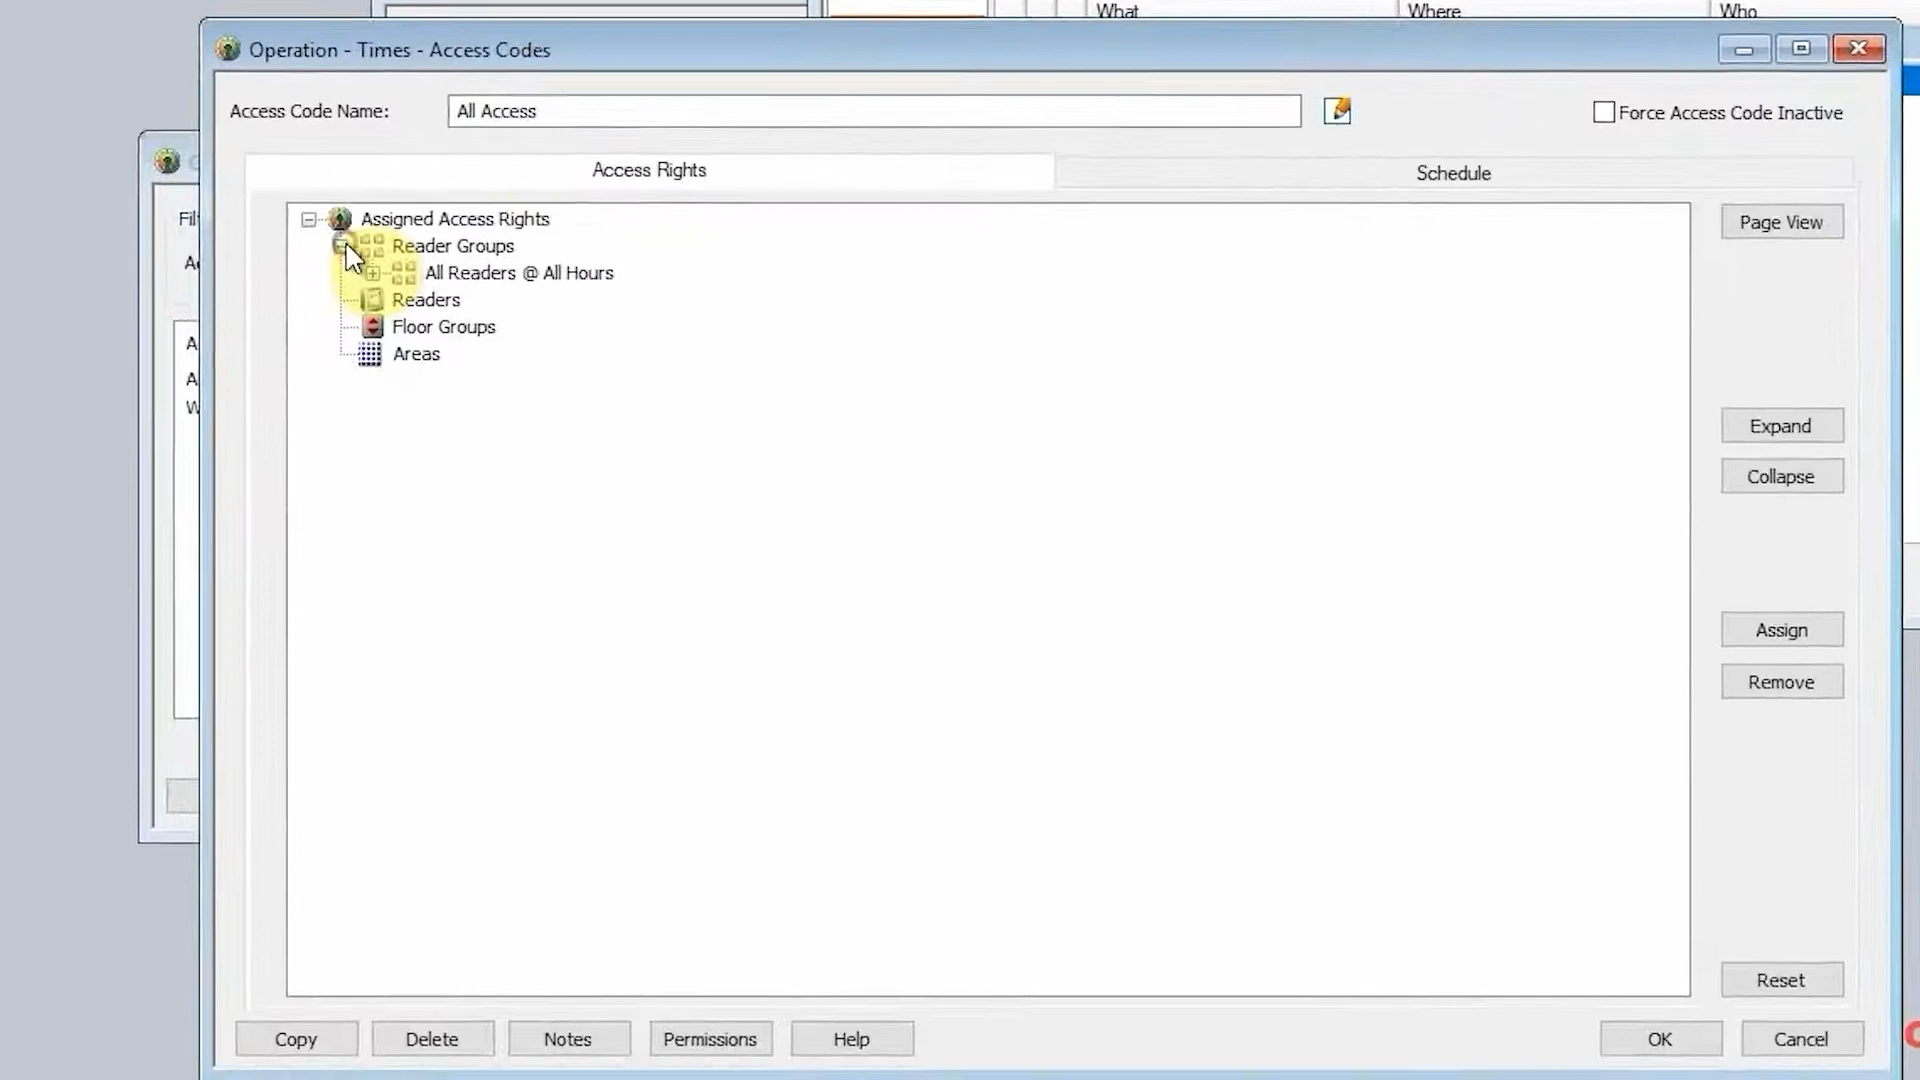 What Where Who
Operation - Times - Access Codes
Access Code Name: All Access Force Access Code Inactive
Access Rights Schedule
Assigned Access Rights
Reader Groups
All Readers @ All Hours
Readers
Floor Groups
Areas
Page View
Expand
Collapse
Assign
Remove
Reset
Copy Delete Notes Permissions Help OK Cancel